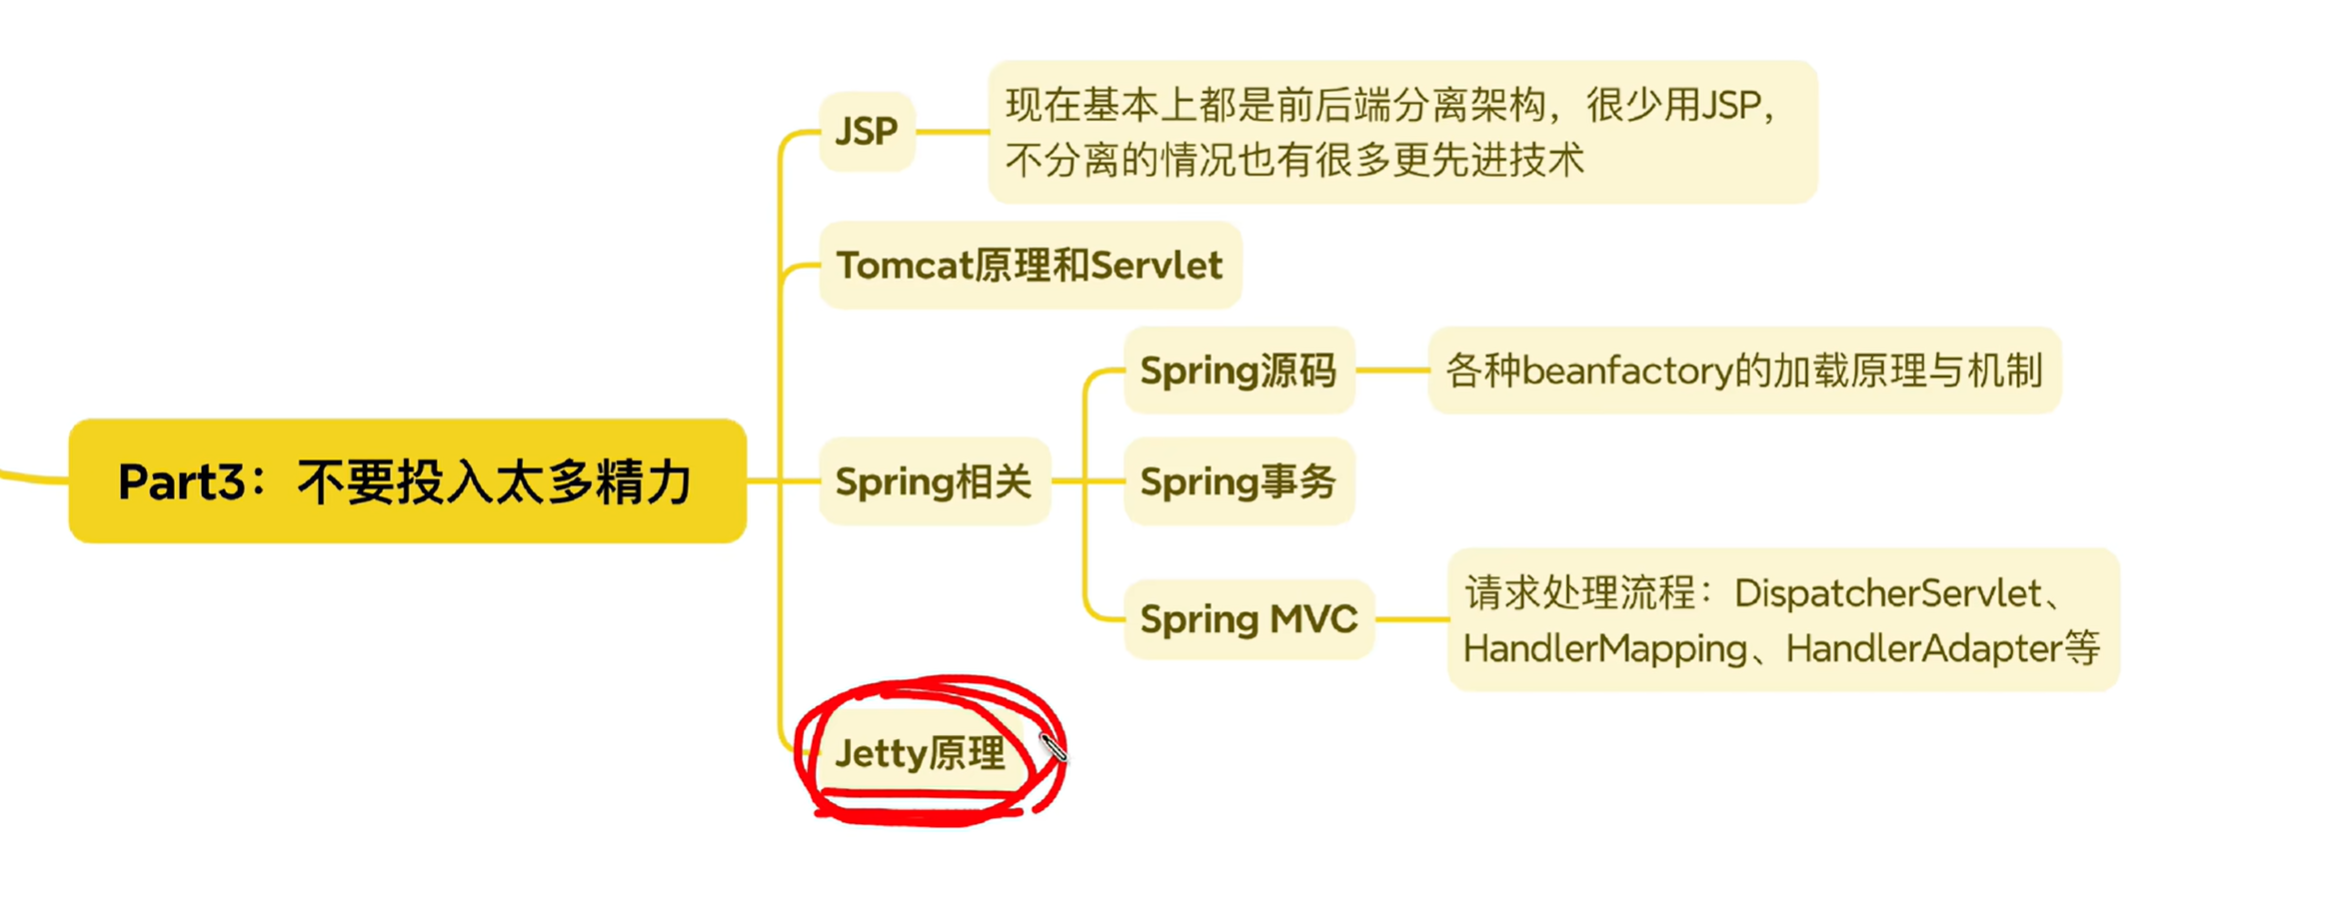 JSP
现在基本上都是前后端分离架构，很少用JSP，
不分离的情况也有很多更先进技术
Tomcat原理和Servlet
Spring源码
各种beanfactory的加载原理与机制
Part3：不要投入太多精力
Spring相关
Spring事务
Spring MVC
请求处理流程：DispatcherServlet、
HandlerMapping、HandlerAdapter等
Jetty原理